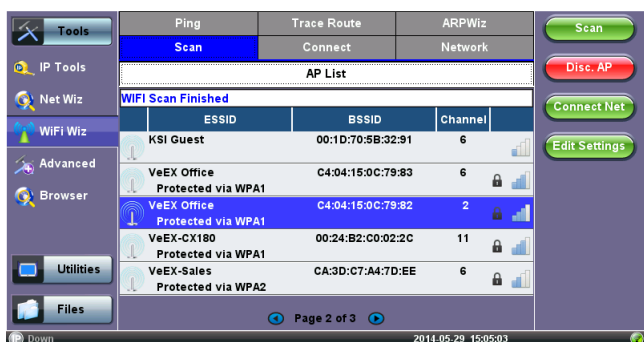 Tools
IP Tools
Net Wiz
WiFi Wiz
Advanced
Browser
Utilities
Files
Ping Trace Route ARPWiz
Scan Connect Network
AP List
WIFI Scan Finished
ESSID BSSID Channel
KSI Guest 00:1D:70:5B:32:91 6
VeEX Office C4:04:15:0C:79:83 6
Protected via WPA1
VeEX Office C4:04:15:0C:79:82 2
Protected via WPA1
VeEX-CX180 00:24:B2:C0:02:2C 11
Protected via WPA1
VeEX-Sales CA:3D:C7:A4:7D:EE 6
Protected via WPA2
Page 2 of 3
Scan
Disc. AP
Connect Net
Edit Settings
IP Down 2014-05-29 15:05:03